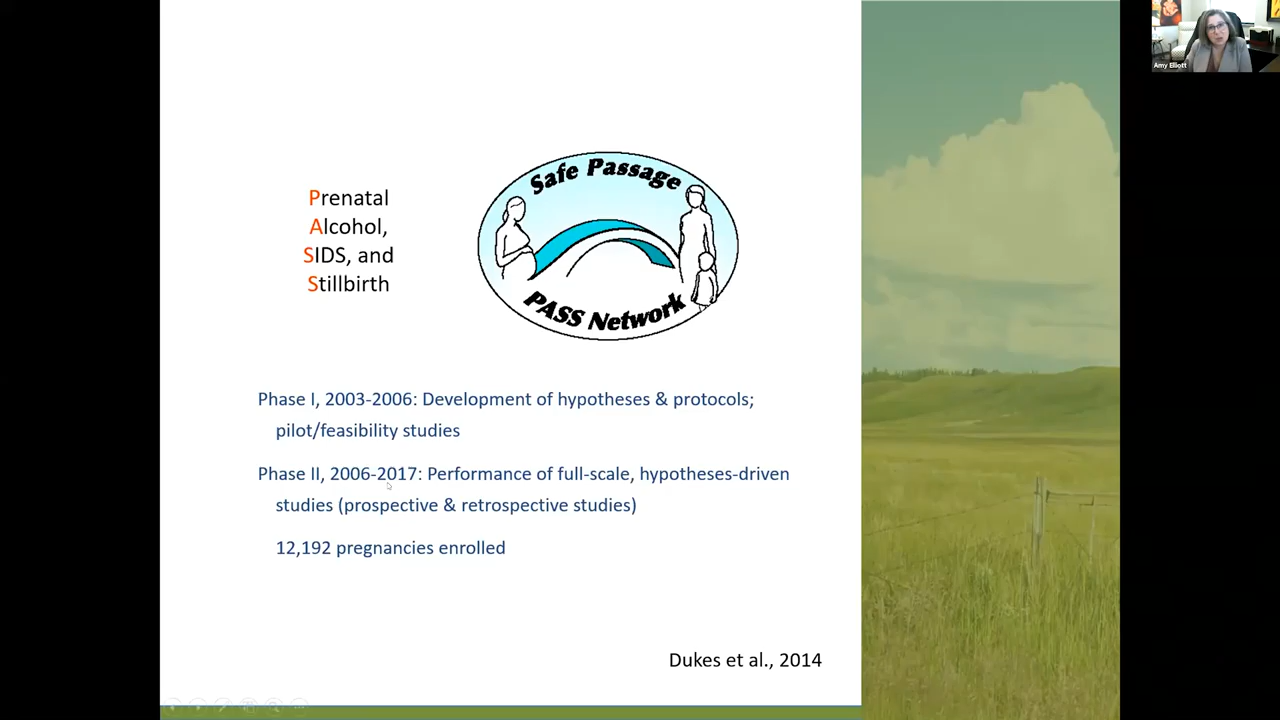 Amy Elliott
Prenatal
Alcohol,
SIDS, and
Stillbirth
Safe Passage
PASS Network
Phase I, 2003-2006: Development of hypotheses & protocols;
pilot/feasibility studies
Phase II, 2006-2017: Performance of full-scale, hypotheses-driven
studies (prospective & retrospective studies)
12,192 pregnancies enrolled
Dukes et al., 2014